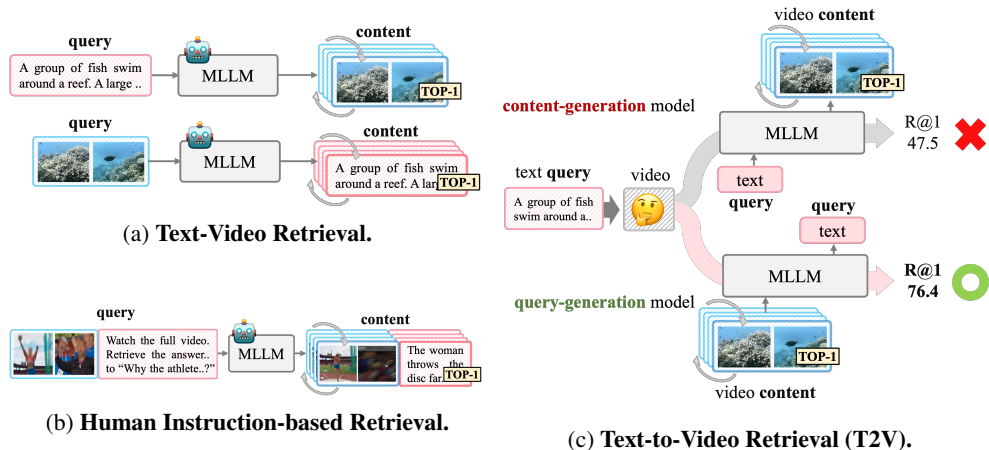 query
A group of fish swim
around a reef. A large ..
MLLM
content
TOP-1
query
MLLM
content
A group of fish swim
around a reef. A lar
TOP-1
(a) Text-Video Retrieval.
query
Watch the full video.
Retrieve the answer..
to “Why the athlete..?”
MLLM
content
The woman
throws the
disc far.
TOP-1
(b) Human Instruction-based Retrieval.
video content
TOP-1
content-generation model
MLLM
R@1
47.5
text
query
text query
A group of fish
swim around a..
video
query
text
MLLM
R@1
76.4
query-generation model
TOP-1
video content
(c) Text-to-Video Retrieval (T2V).